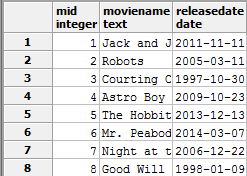 mid integer moviename text releasedate date
1 1 Jack and J 2011-11-11
2 2 Robots 2005-03-11
3 3 Courting C 1997-10-30
4 4 Astro Boy 2009-10-23
5 5 The Hobbit 2013-12-13
6 6 Mr. Peabod 2014-03-07
7 7 Night at t 2006-12-22
8 8 Good Will 1998-01-09